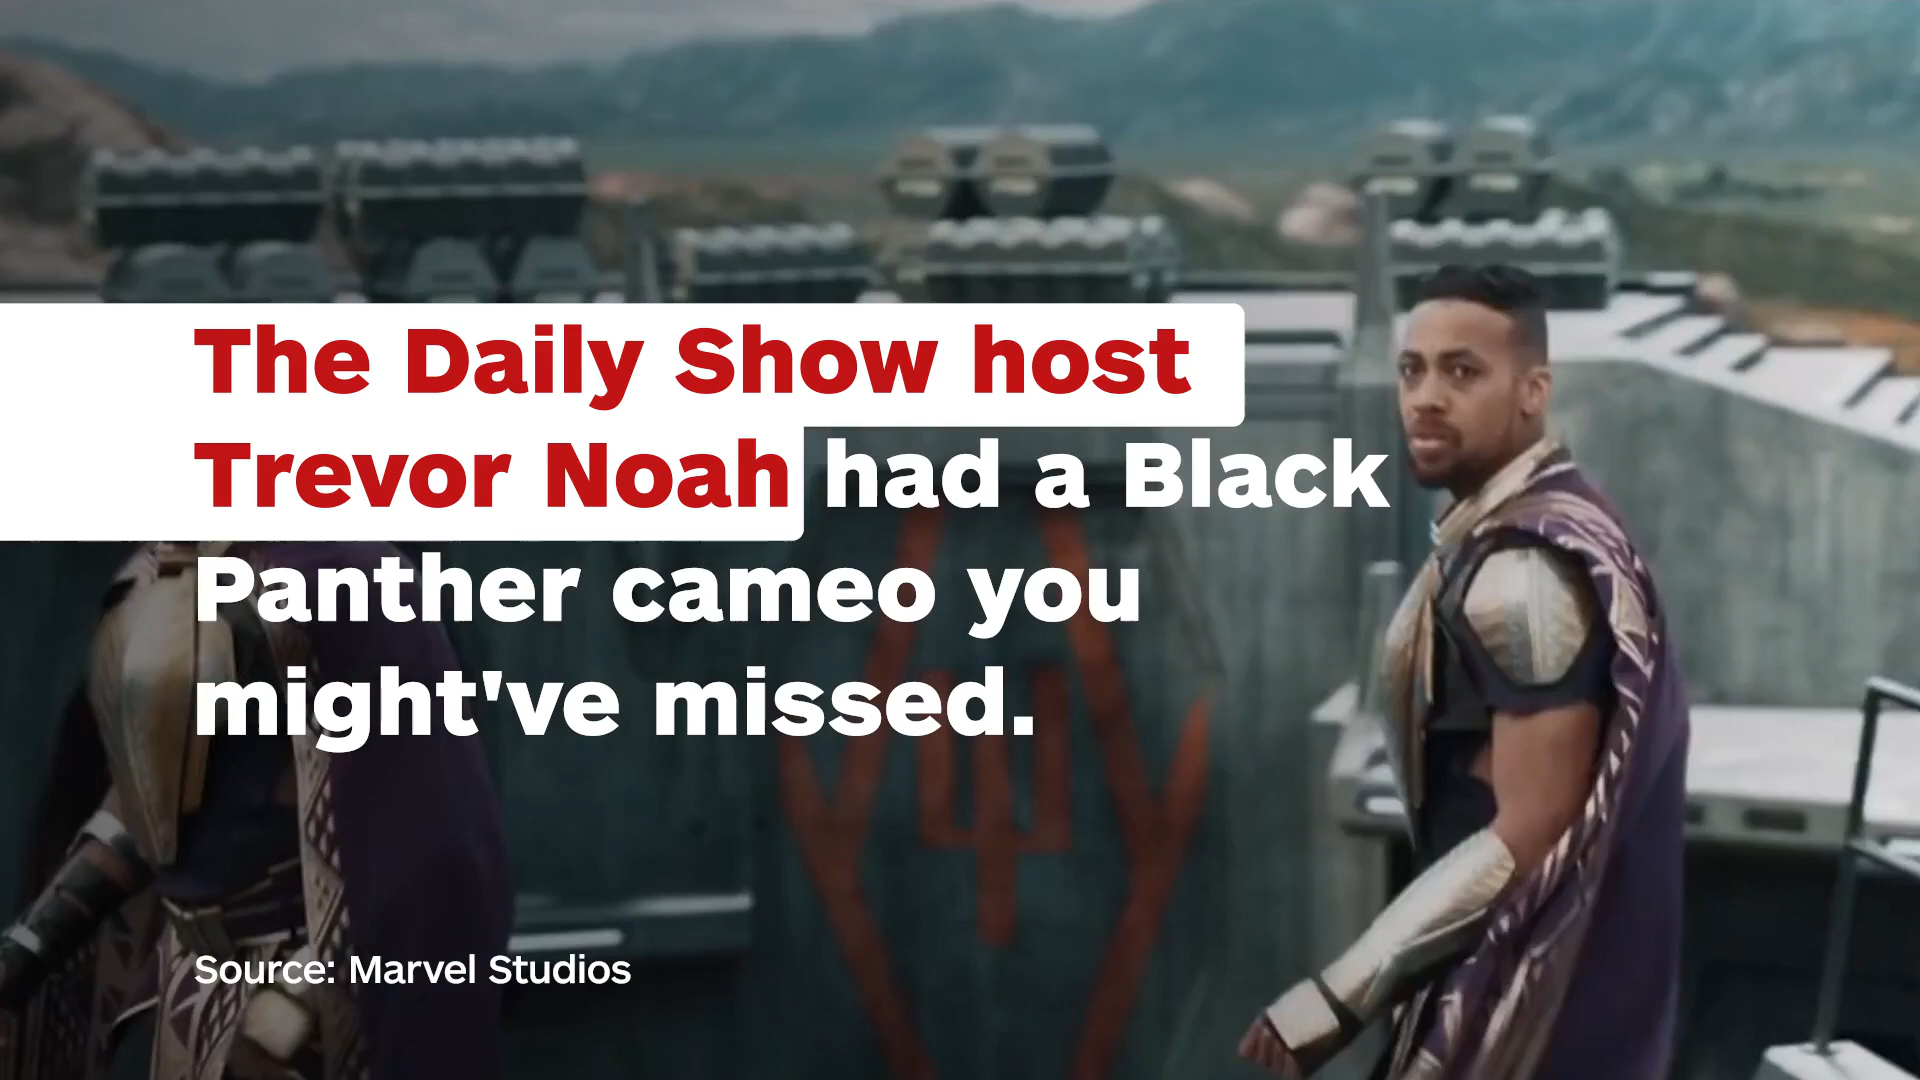 The Daily Show host
Trevor Noah had a Black
Panther cameo you
might've missed.
Source: Marvel Studios